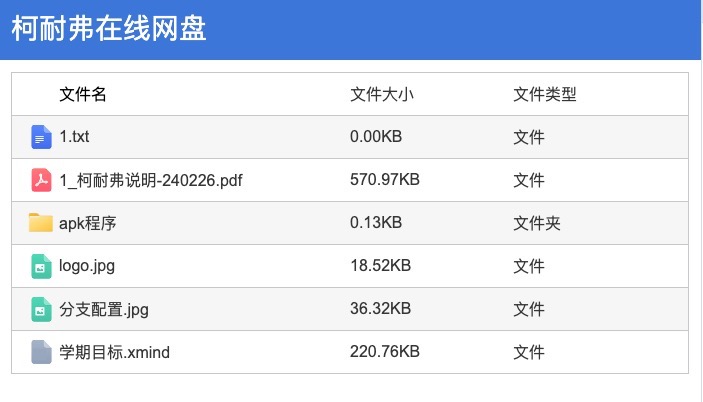 柯耐弗在线网盘
文件名 文件大小 文件类型
1.txt 0.00KB 文件
1_柯耐弗说明-240226.pdf 570.97KB 文件
apk程序 0.13KB 文件夹
logo.jpg 18.52KB 文件
分支配置.jpg 36.32KB 文件
学期目标.xmind 220.76KB 文件